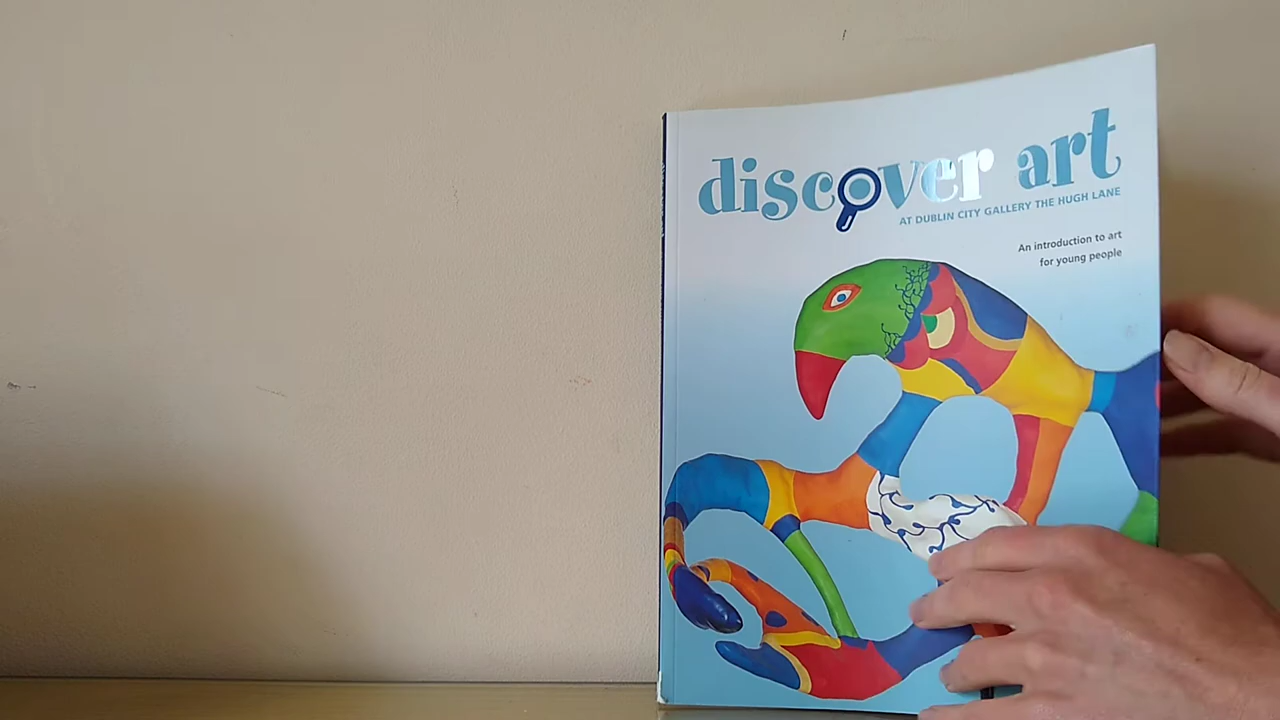 discover art
AT DUBLIN CITY GALLERY THE HUGH LANE
An introduction to art
for young people